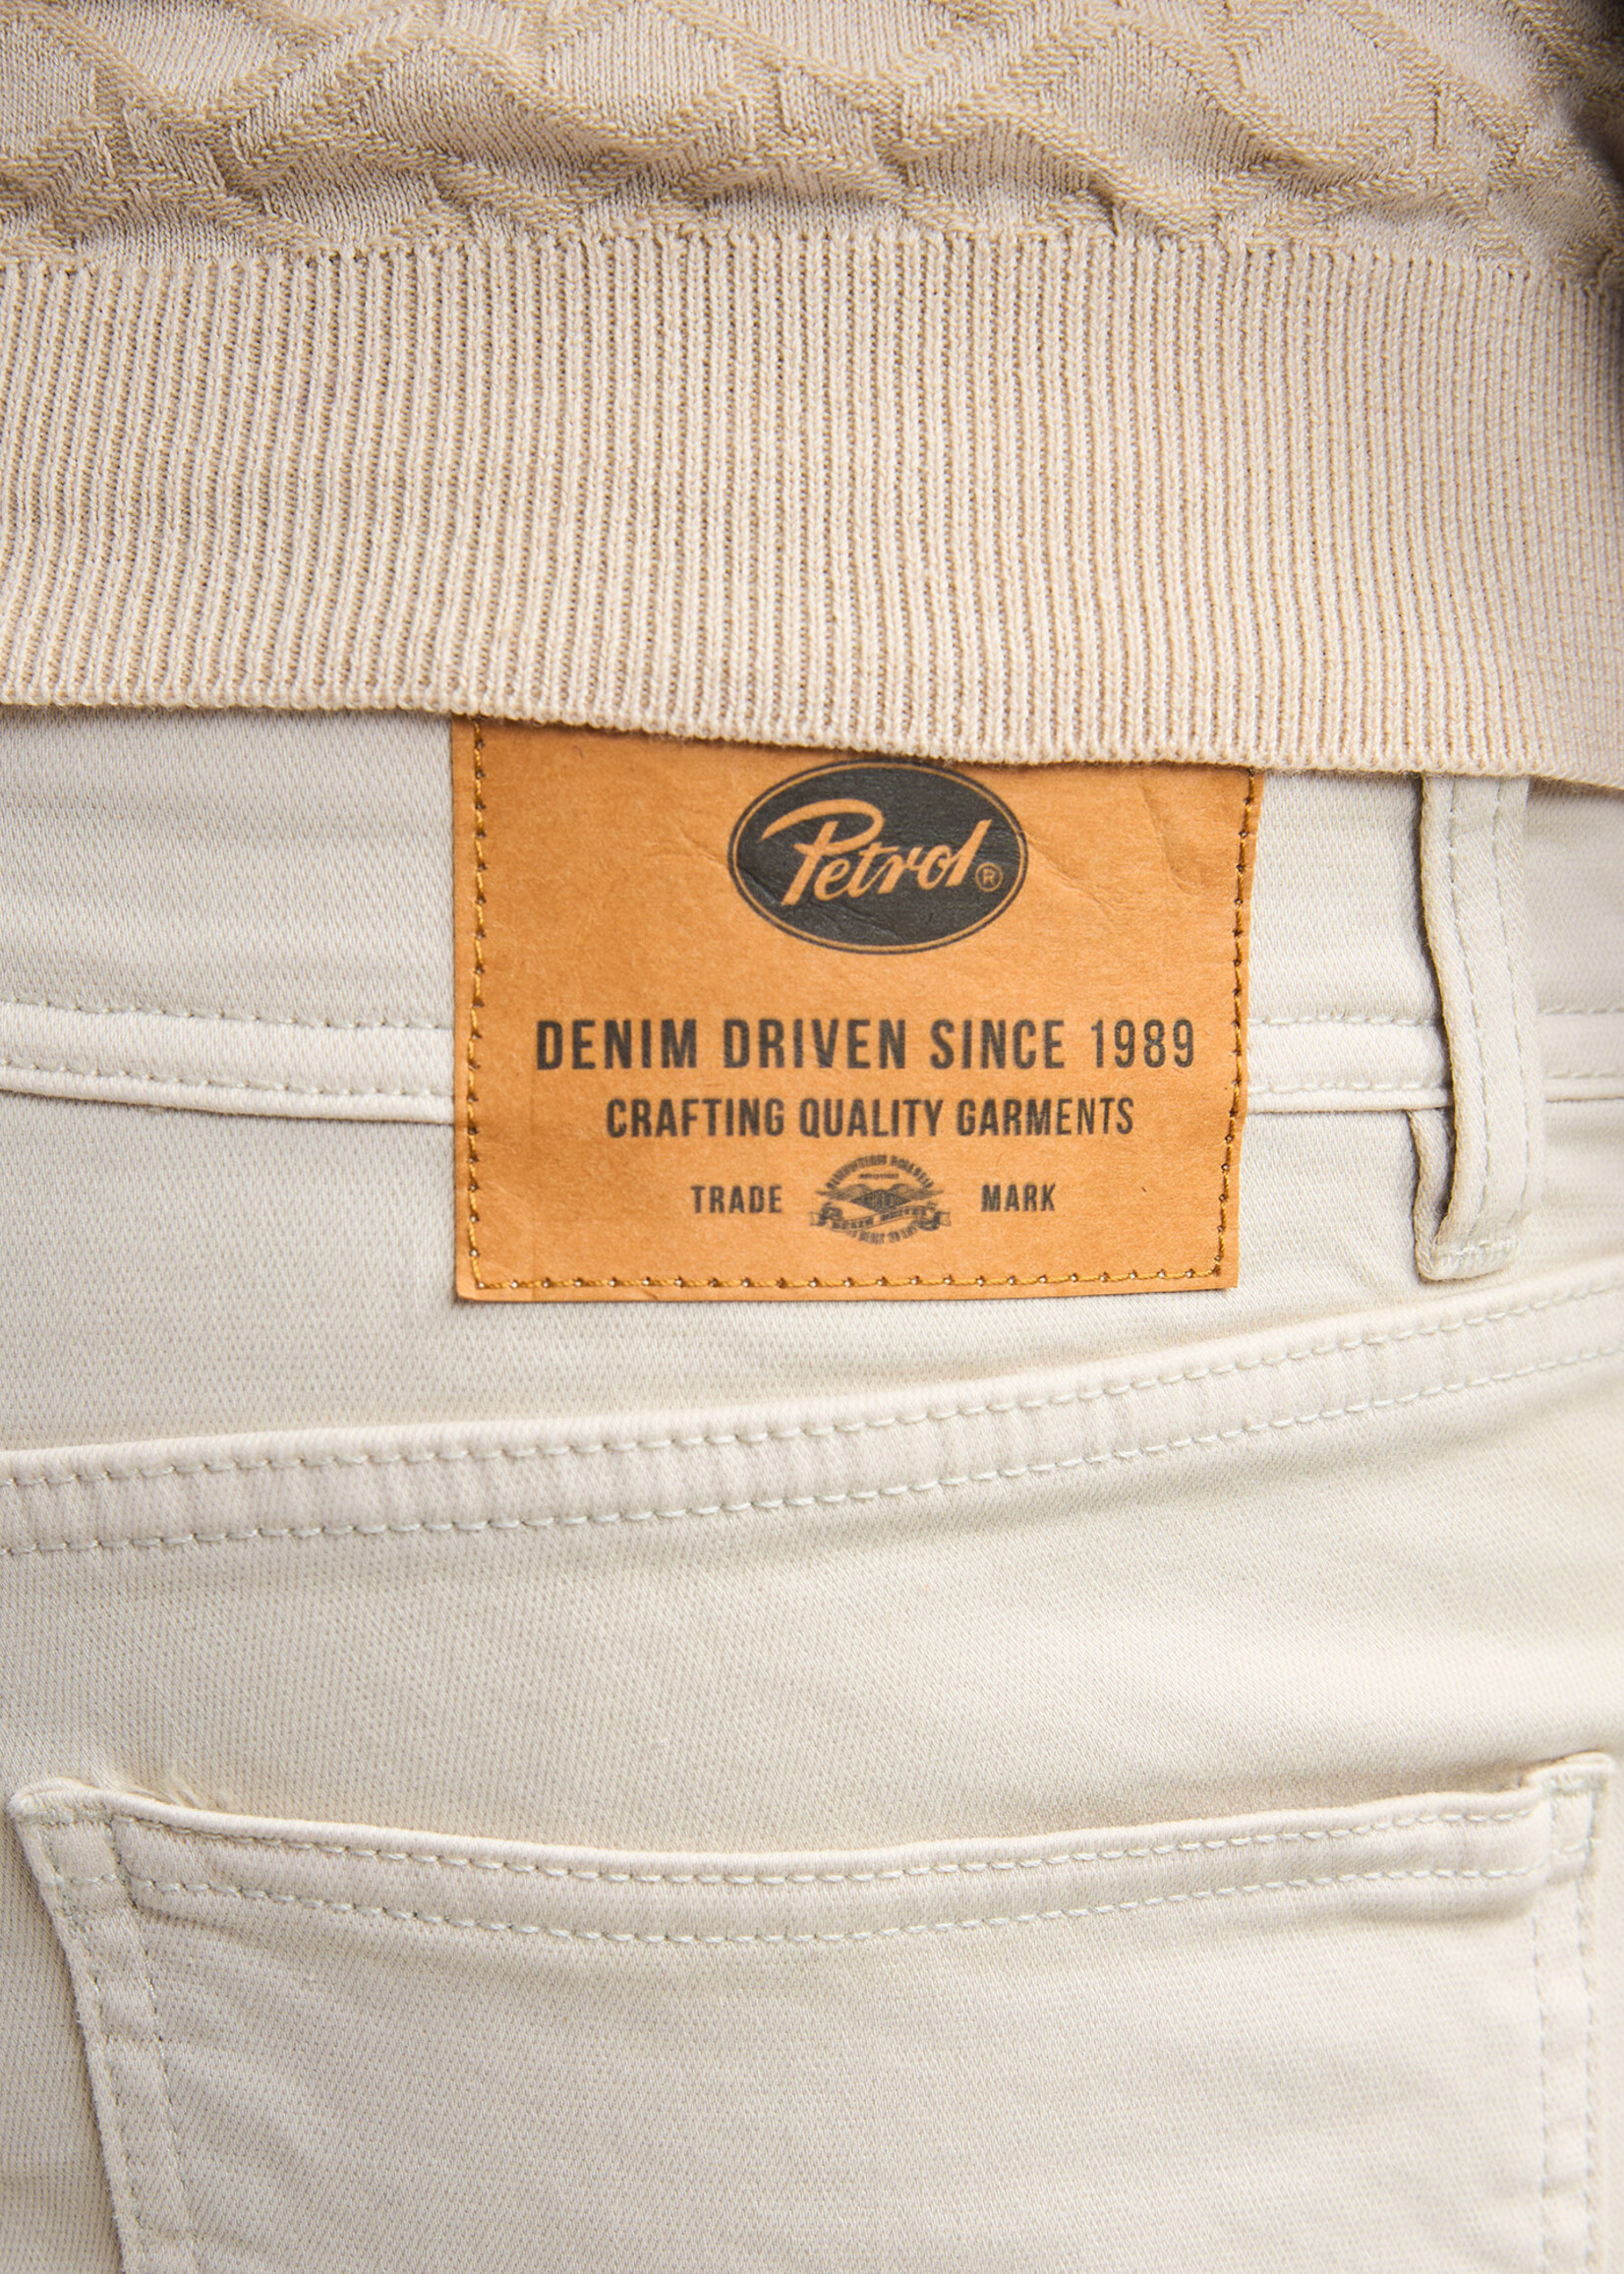 Petrol®
DENIM DRIVEN SINCE 1989
CRAFTING QUALITY GARMENTS
TRADE MARK